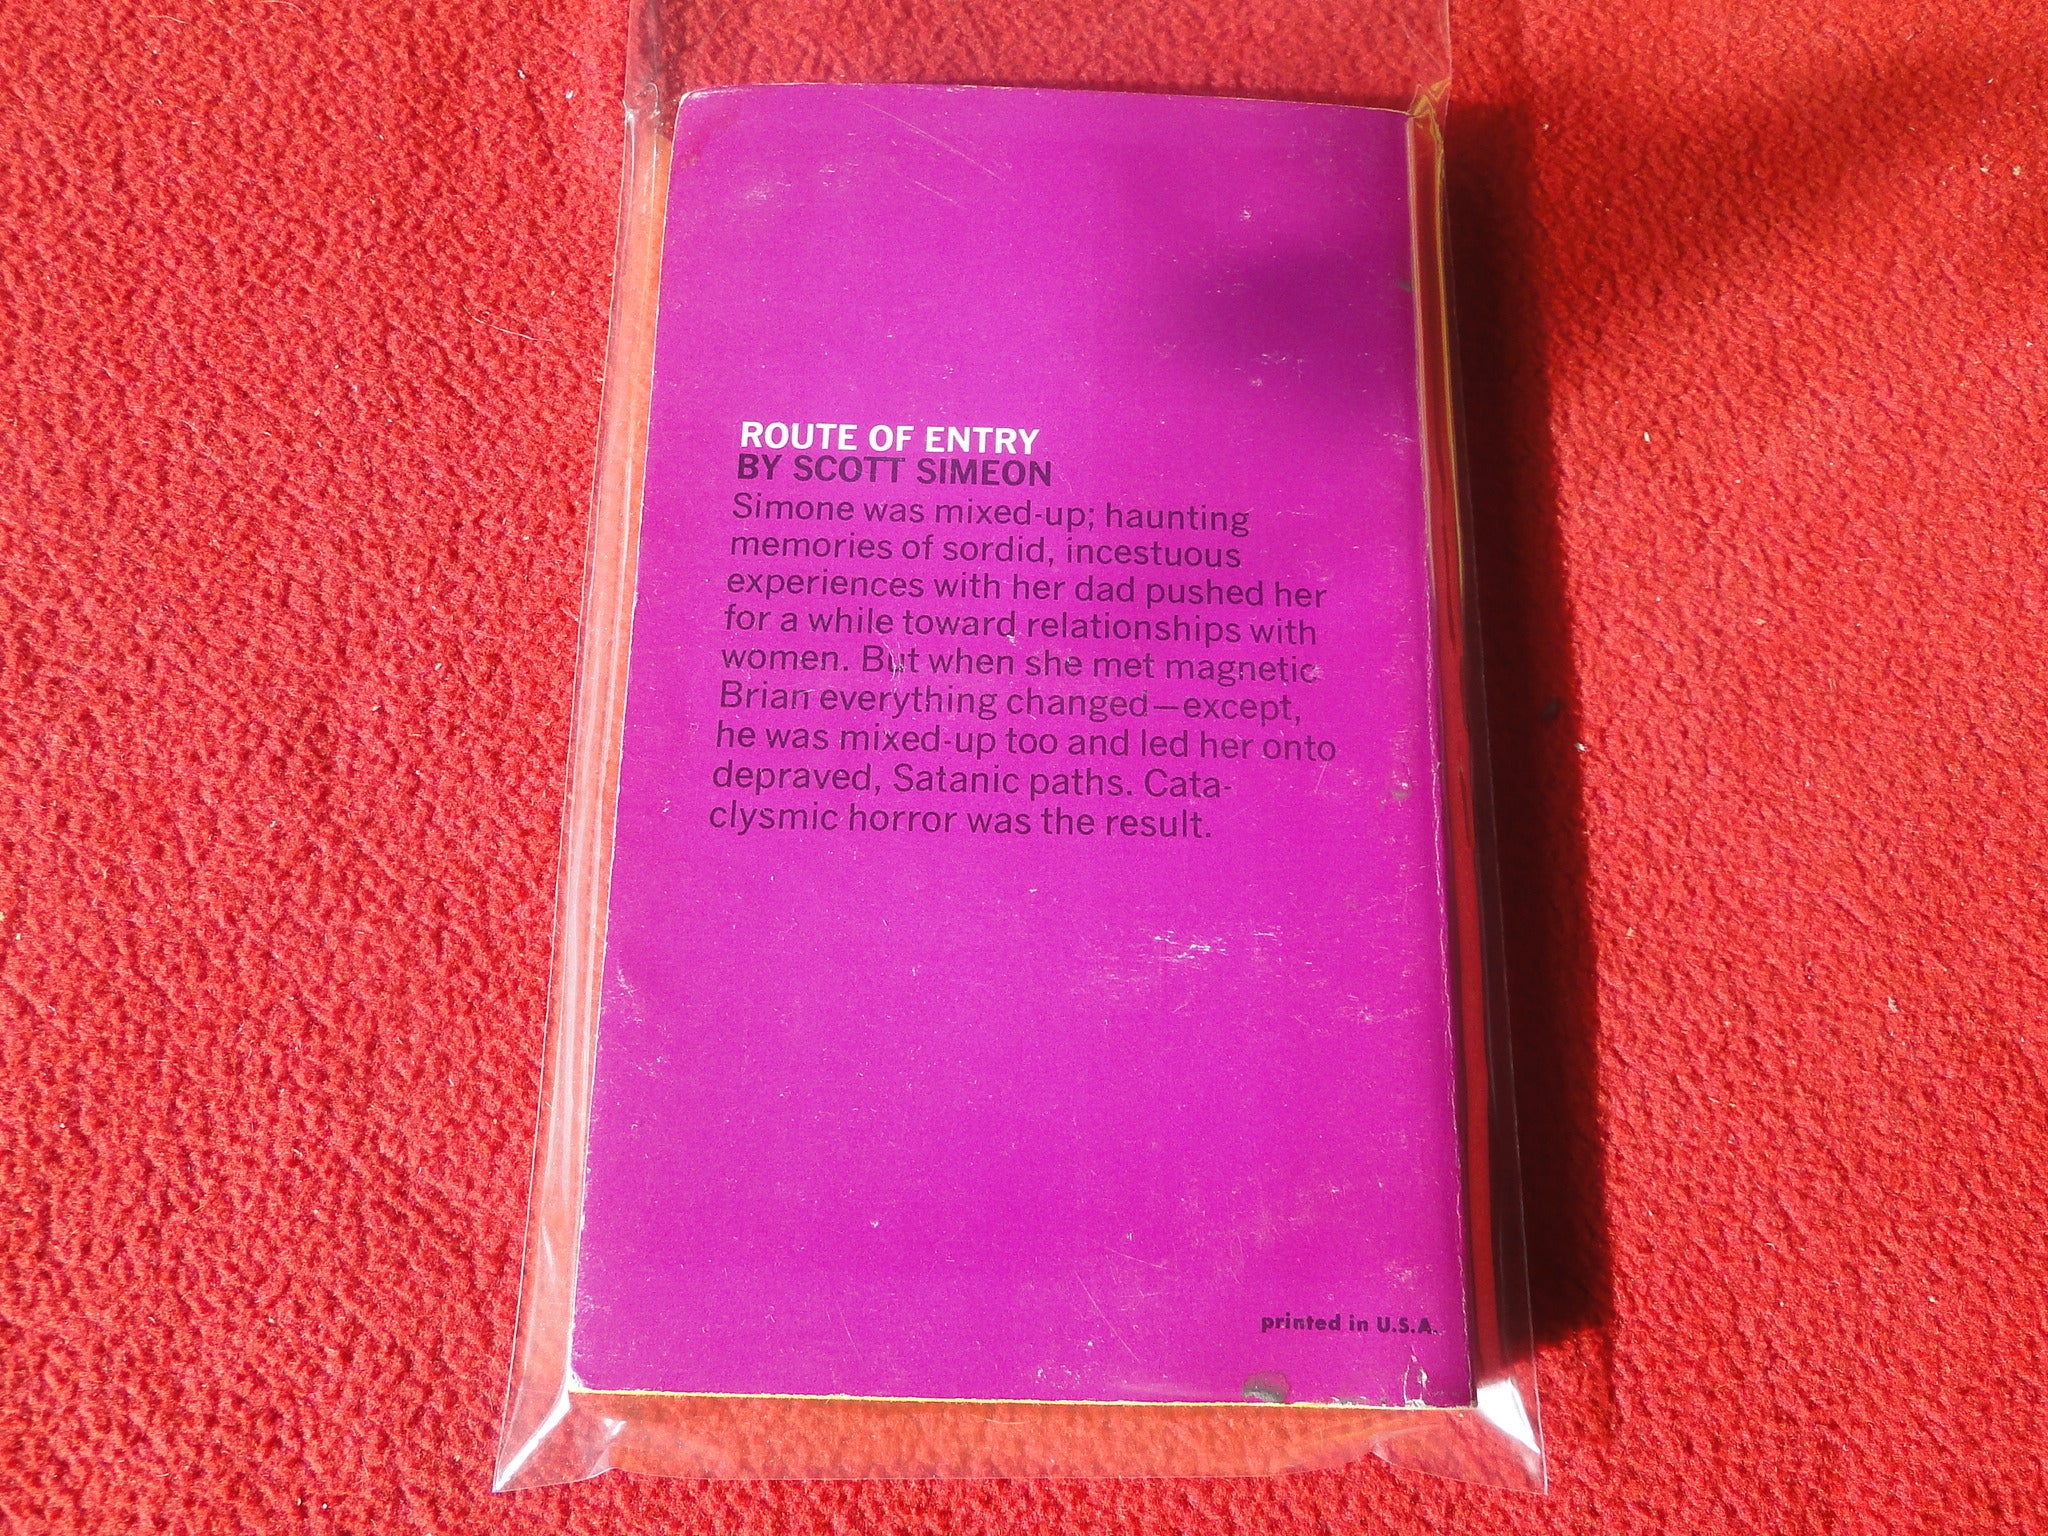 ROUTE OF ENTRY
BY SCOTT SIMEON
Simone was mixed-up; haunting
memories of sordid, incestuous
experiences with her dad pushed her
for a while toward relationships with
women. But when she met magnetic
Brian everything changed—except,
he was mixed-up too and led her onto
depraved, Satanic paths. Cata-
clysmic horror was the result.
printed in U.S.A.